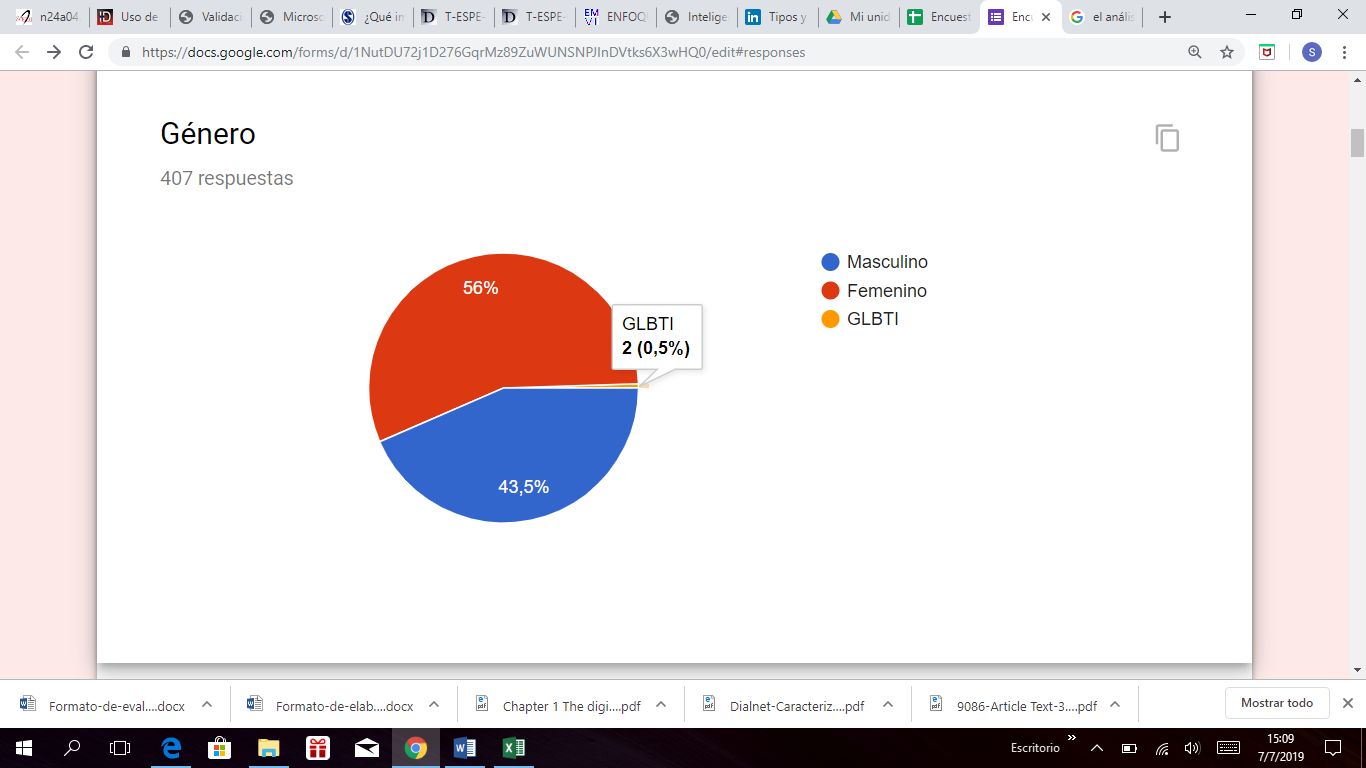 n24a04.
Uso de
Validaci
Microso
¿Qué in
T-ESPE-
T-ESPE-
ENFOQ
Intelige
Tipos y
Mi unid
Encuest
Encu
el anális
https://docs.google.com/forms/d/1NutDU72j1D276GqrMz89ZuWUNSNPJInDVtks6X3wHQ0/edit#responses
S
Género
407 respuestas
56%
GLBTI
2 (0,5%)
43,5%
Masculino
Femenino
GLBTI
Formato-de-eval....docx
Formato-de-elab....docx
Chapter 1 The digi....pdf
Dialnet-Caracteriz....pdf
9086-Article Text-3....pdf
Mostrar todo
Escritorio
15:09
7/7/2019